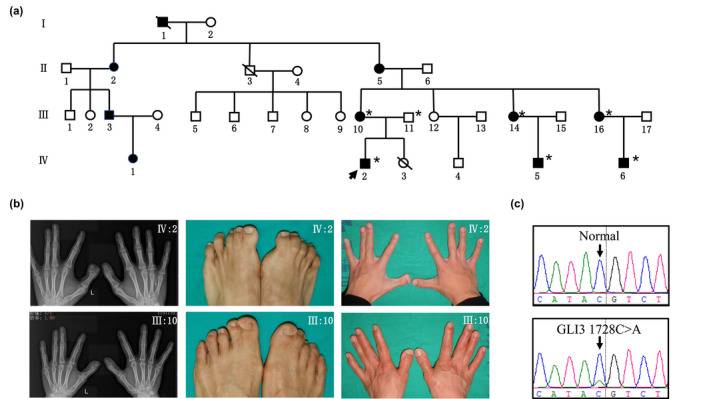 (a)
I
1
2
II
1
2
3
4
5
6
III
1
2
3
4
5
6
7
8
9
10
*
11
*
12
13
14
*
15
16
*
17
IV
1
2
*
3
4
5
*
6
*
(b)
(c)
IV:2
L
IV:2
IV:2
III:10
L
III:10
III:10
Normal
C A T A C G T C T
GLI3 1728C>A
C A T A C G T C T